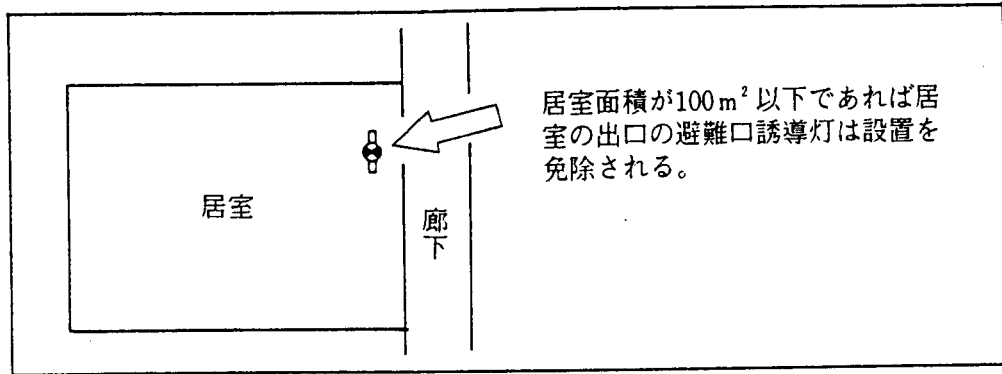 居室面積が100m²以下であれば居
室の出口の避難口誘導灯は設置を
免除される。
居室
廊下